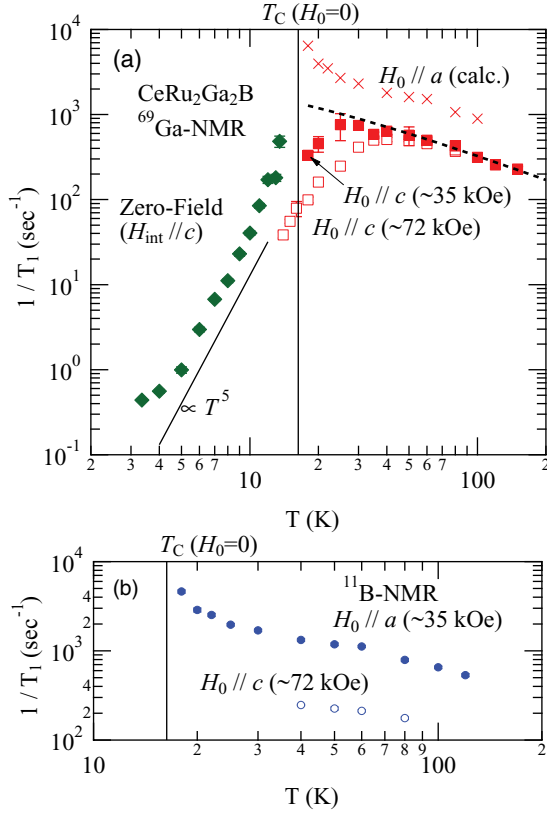 T_C (H_0=0)
10^4
(a)
CeRu_2Ga_2B
^69Ga-NMR
H_0 // a (calc.)
10^3
10^2
Zero-Field
(H_int //c)
H_0 // c (~35 kOe)
H_0 // c (~72 kOe)
1 / T_1 (sec^-1)
10^1
10^0
∝ T^5
10^-1
2 3 4 5 6 7 10 2 3 4 5 6 7 100 2
T (K)
T_C (H_0=0)
10^4
(b)
^11B-NMR
H_0 // a (~35 kOe)
4
2
10^3
1 / T_1 (sec^-1)
H_0 // c (~72 kOe)
4
2
10^2
10 2 3 4 5 6 7 8 9 100 2
T (K)